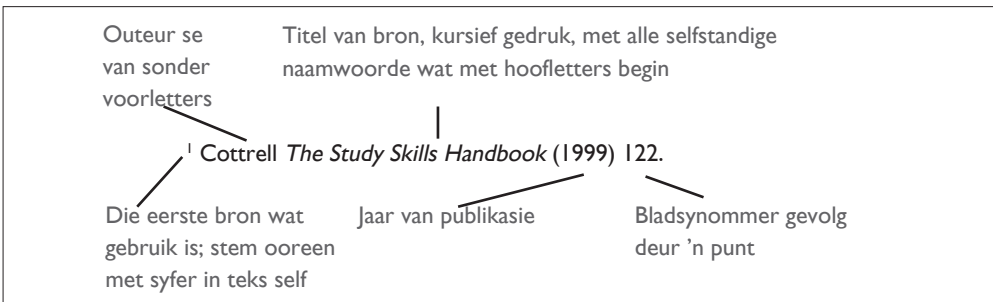 Outeur se
van sonder
voorletters
Titel van bron, kursief gedruk, met alle selfstandige
naamwoorde wat met hoofletters begin
¹ Cottrell The Study Skills Handbook (1999) 122.
Die eerste bron wat
gebruik is; stem ooreen
met syfer in teks self
Jaar van publikasie
Bladsynommer gevolg
deur ’n punt